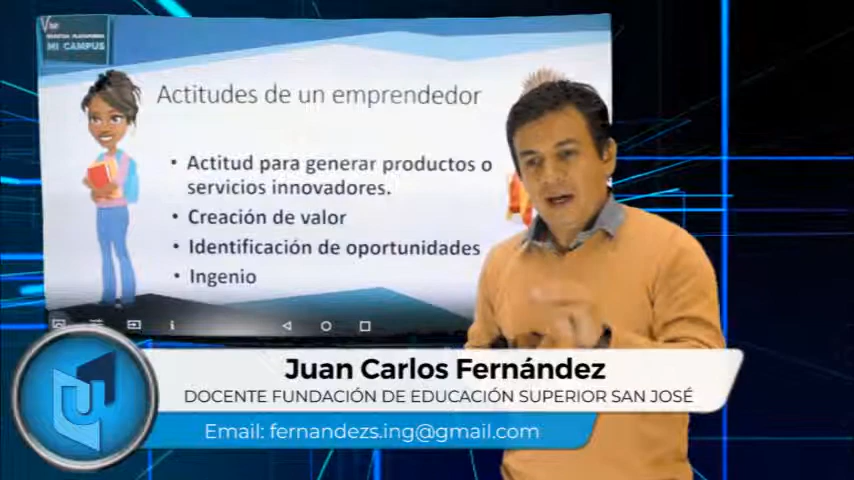 MI CAMPUS
Actitudes de un emprendedor
• Actitud para generar productos o
servicios innovadores.
• Creación de valor
• Identificación de oportunidades
• Ingenio
Juan Carlos Fernández
DOCENTE FUNDACIÓN DE EDUCACIÓN SUPERIOR SAN JOSÉ
Email: fernandezs.ing@gmail.com